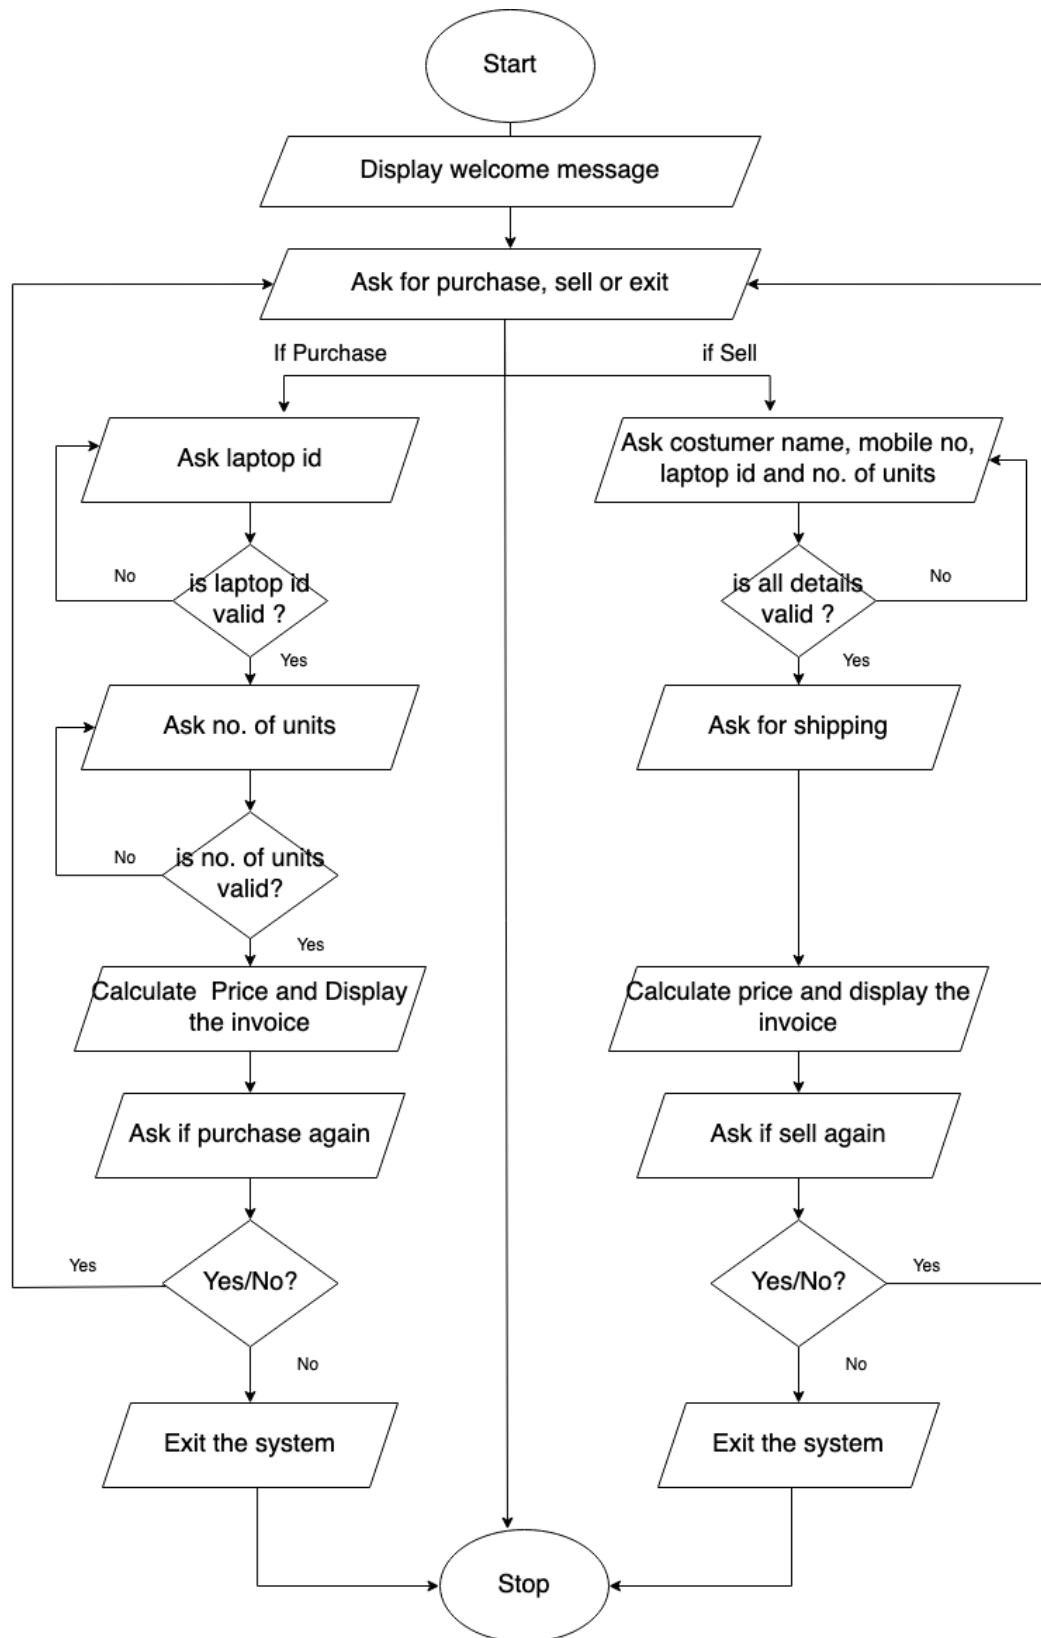 Start
Display welcome message
Ask for purchase, sell or exit
If Purchase
if Sell
Ask laptop id
Ask costumer name, mobile no,
laptop id and no. of units
No
is laptop id
valid ?
is all details
valid ?
No
Yes
Yes
Ask no. of units
Ask for shipping
No
is no. of units
valid?
Yes
Calculate  Price and Display
the invoice
Calculate price and display the
invoice
Ask if purchase again
Ask if sell again
Yes
Yes/No?
Yes/No?
Yes
No
No
Exit the system
Exit the system
Stop